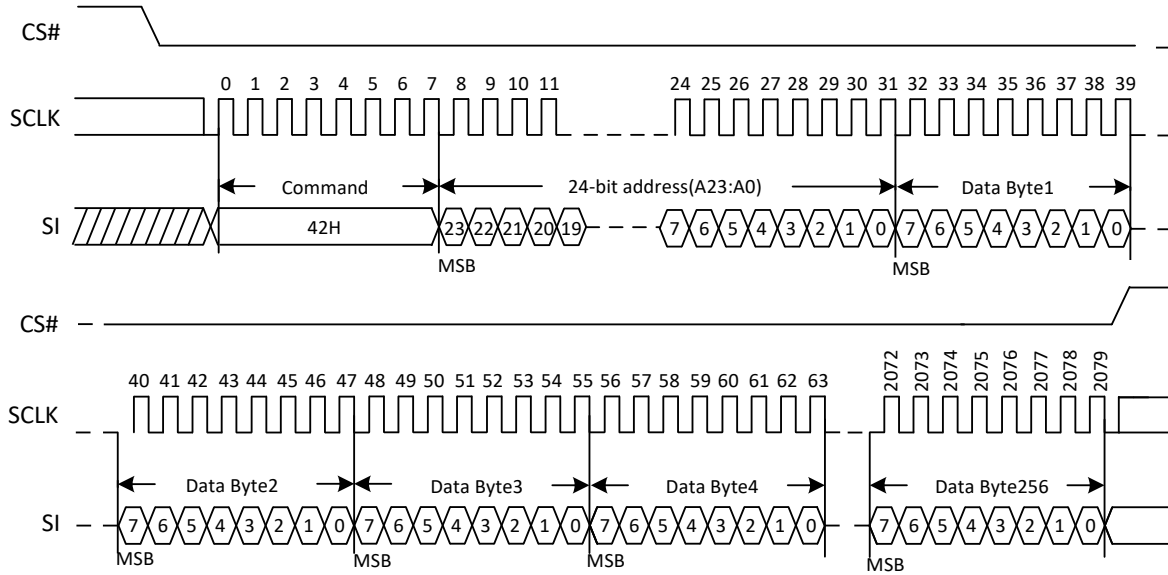 CS#
0 1 2 3 4 5 6 7 8 9 10 11 24 25 26 27 28 29 30 31 32 33 34 35 36 37 38 39
SCLK
Command 24-bit address(A23:A0) Data Byte1
SI 42H 23 22 21 20 19 7 6 5 4 3 2 1 0 7 6 5 4 3 2 1 0
MSB MSB
CS#
40 41 42 43 44 45 46 47 48 49 50 51 52 53 54 55 56 57 58 59 60 61 62 63 2072 2073 2074 2075 2076 2077 2078 2079
SCLK
Data Byte2 Data Byte3 Data Byte4 Data Byte256
SI 7 6 5 4 3 2 1 0 7 6 5 4 3 2 1 0 7 6 5 4 3 2 1 0 7 6 5 4 3 2 1 0
MSB MSB MSB MSB